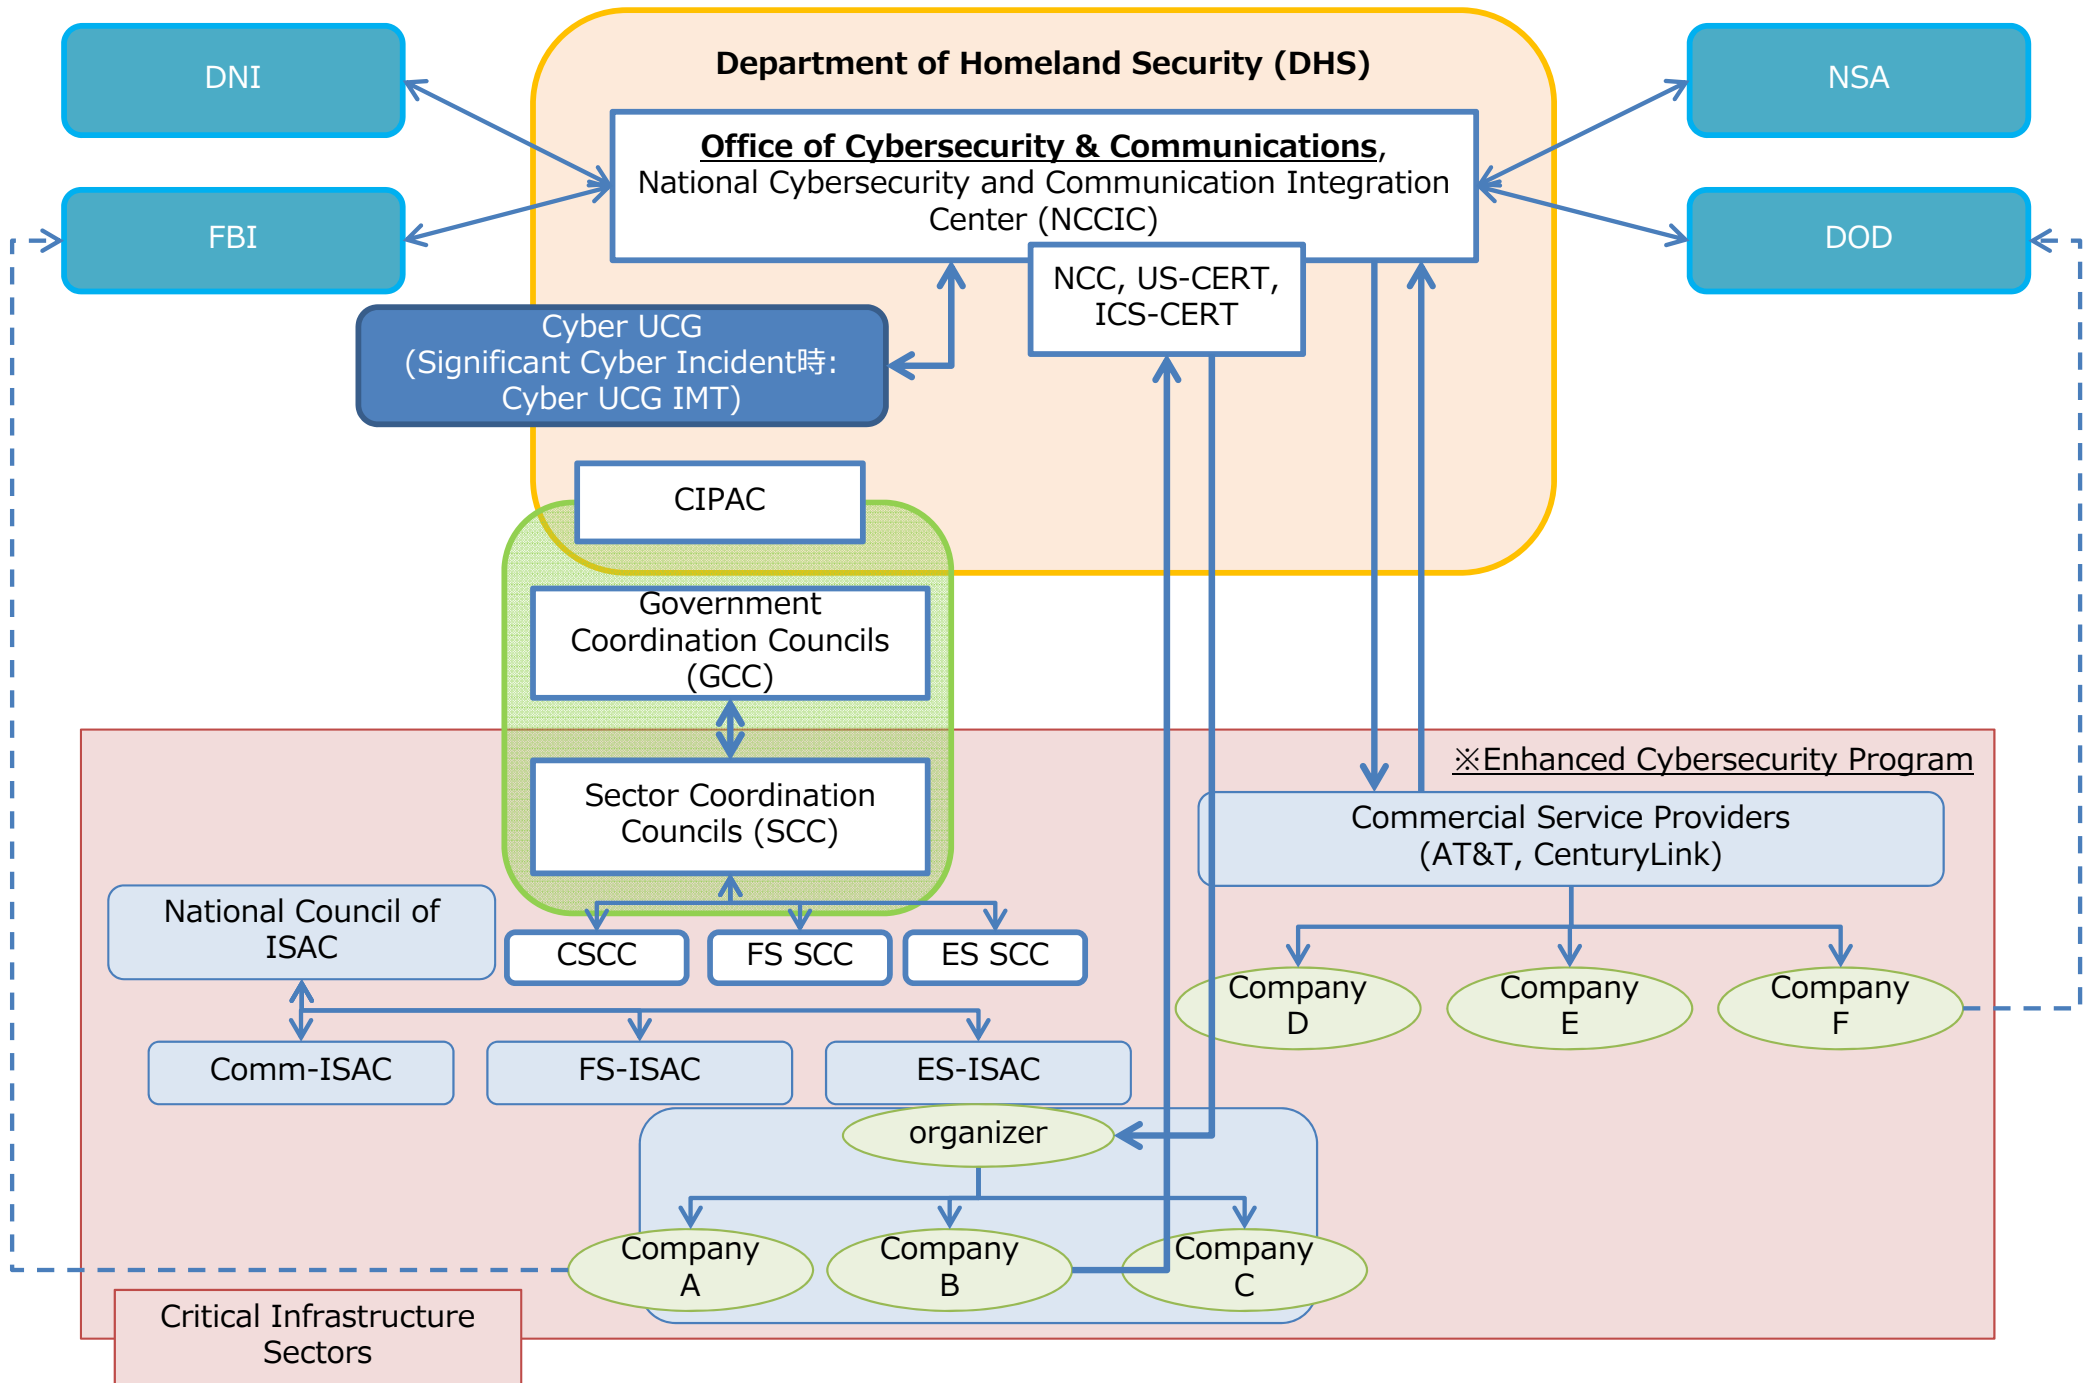 Department of Homeland Security (DHS)
DNI
NSA
Office of Cybersecurity & Communications,
National Cybersecurity and Communication Integration
Center (NCCIC)
FBI
DOD
NCC, US-CERT,
ICS-CERT
Cyber UCG
(Significant Cyber Incident時:
Cyber UCG IMT)
CIPAC
Government
Coordination Councils
(GCC)
※Enhanced Cybersecurity Program
Sector Coordination
Councils (SCC)
Commercial Service Providers
(AT&T, CenturyLink)
National Council of
ISAC
CSCC
FS SCC
ES SCC
Company
D
Company
E
Company
F
Comm-ISAC
FS-ISAC
ES-ISAC
organizer
Company
A
Company
B
Company
C
Critical Infrastructure
Sectors